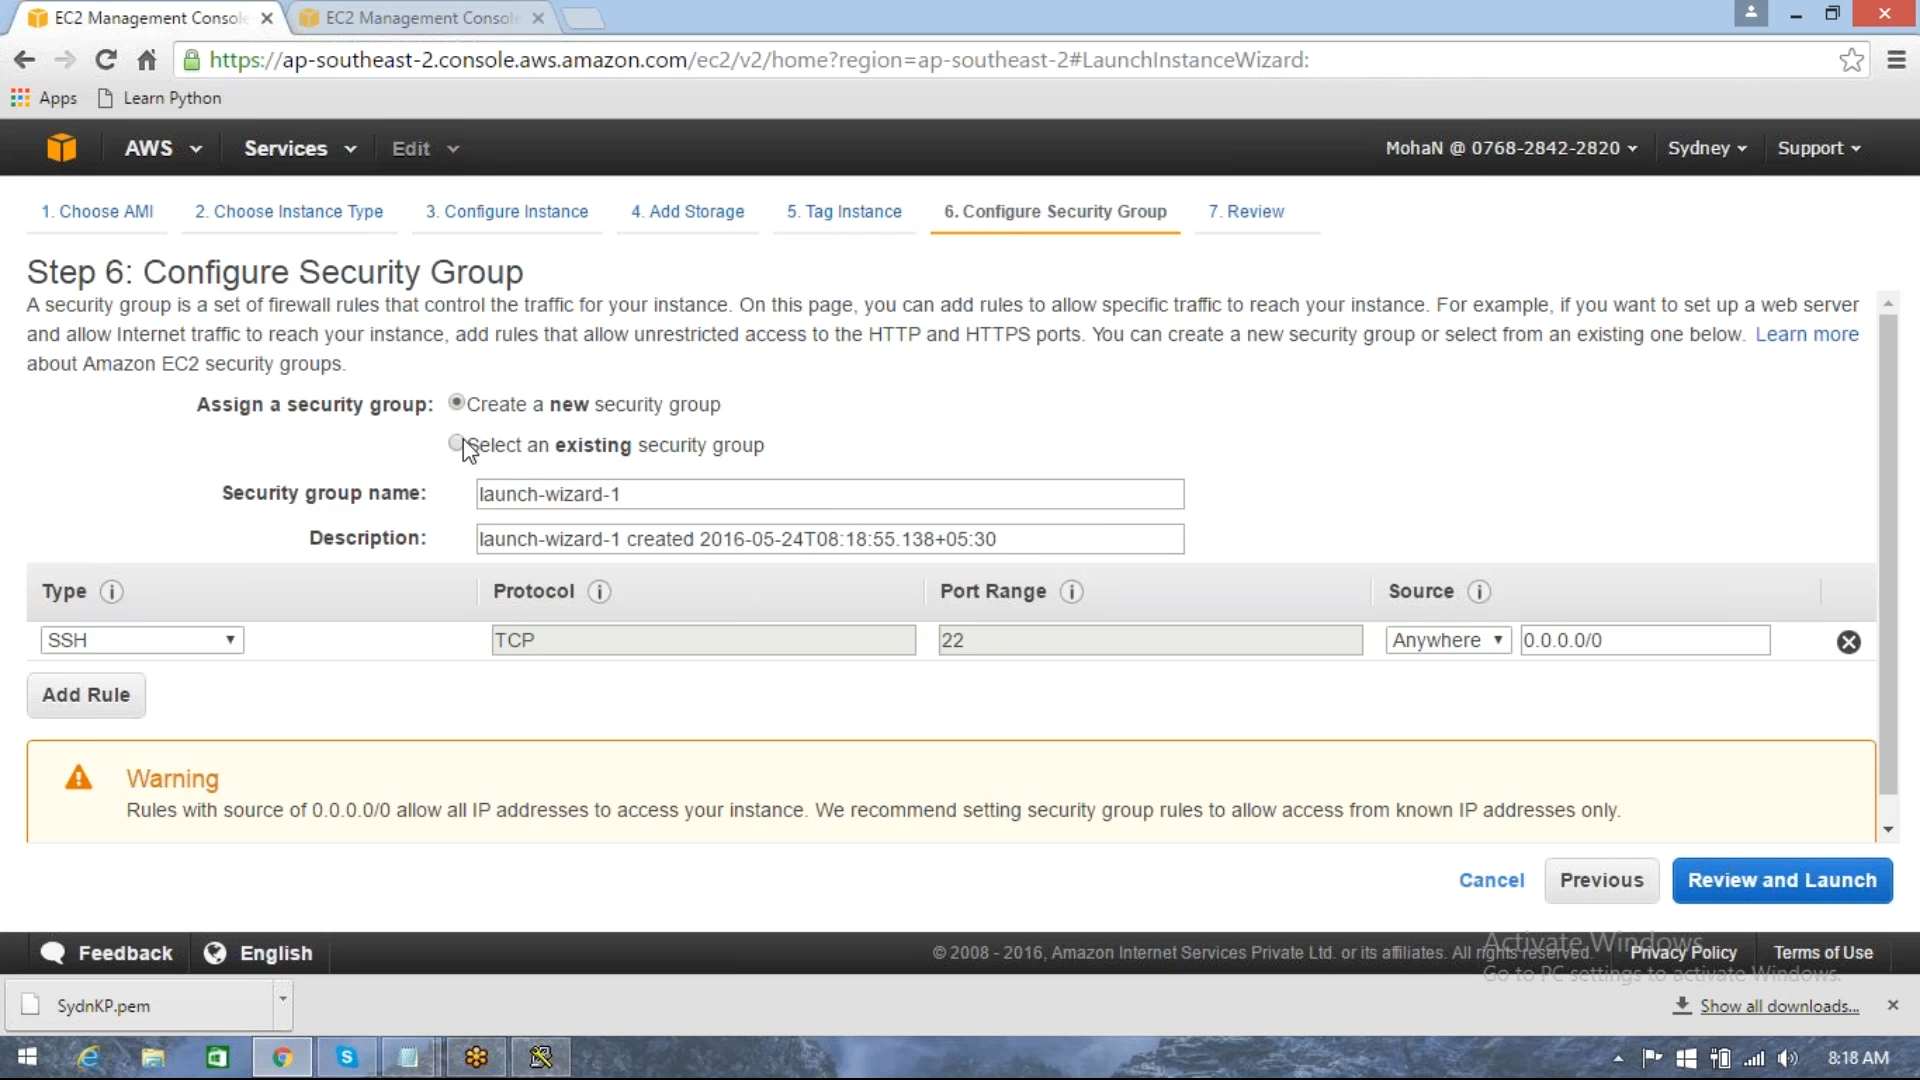 EC2 Management Console
EC2 Management Console
https://ap-southeast-2.console.aws.amazon.com/ec2/v2/home?region=ap-southeast-2#LaunchInstanceWizard:
Apps Learn Python
AWS Services Edit MohaN @ 0768-2842-2820 Sydney Support
1. Choose AMI 2. Choose Instance Type 3. Configure Instance 4. Add Storage 5. Tag Instance 6. Configure Security Group 7. Review
Step 6: Configure Security Group
A security group is a set of firewall rules that control the traffic for your instance. On this page, you can add rules to allow specific traffic to reach your instance. For example, if you want to set up a web server
and allow Internet traffic to reach your instance, add rules that allow unrestricted access to the HTTP and HTTPS ports. You can create a new security group or select from an existing one below. Learn more
about Amazon EC2 security groups.
Assign a security group: Create a new security group
Select an existing security group
Security group name: launch-wizard-1
Description: launch-wizard-1 created 2016-05-24T08:18:55.138+05:30
Type i Protocol i Port Range i Source i
SSH TCP 22 Anywhere 0.0.0.0/0
Add Rule
Warning
Rules with source of 0.0.0.0/0 allow all IP addresses to access your instance. We recommend setting security group rules to allow access from known IP addresses only.
Cancel Previous Review and Launch
Activate Windows
Feedback English © 2008 - 2016, Amazon Internet Services Private Ltd. or its affiliates. All rights reserved. Privacy Policy Terms of Use
Go to PC settings to activate Windows.
SydnKP.pem Show all downloads...
8:18 AM